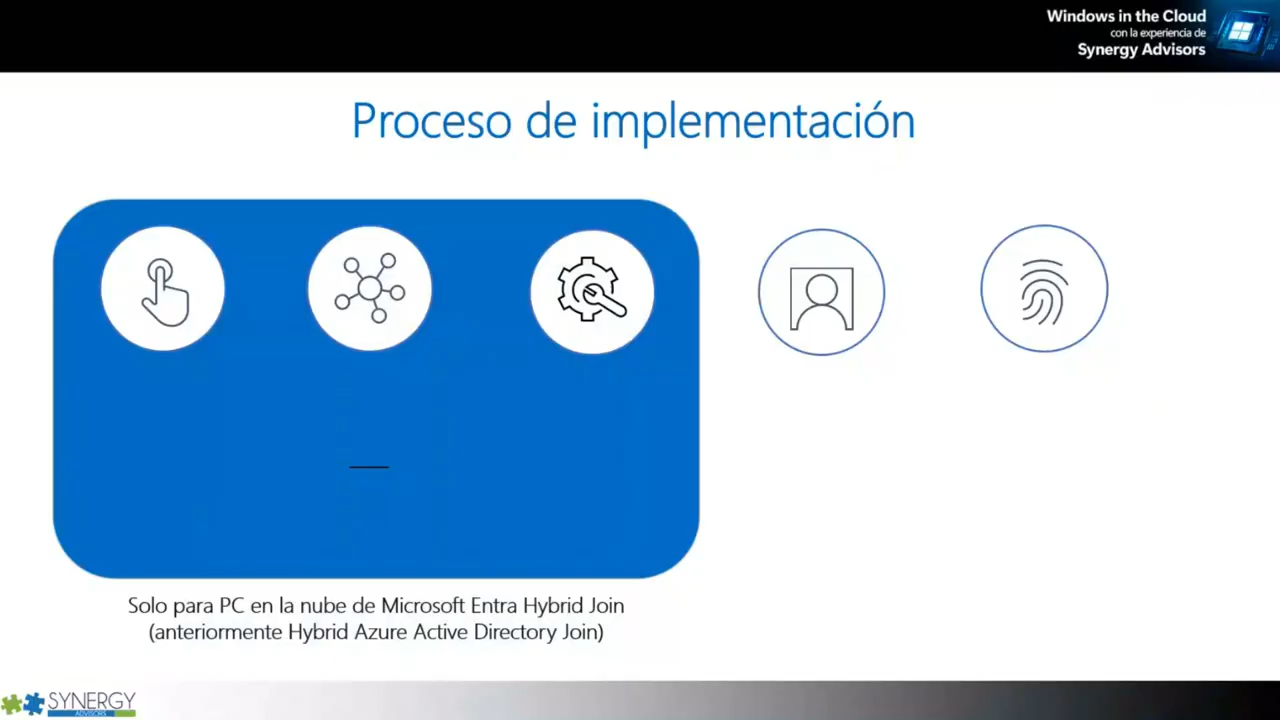 Windows in the Cloud
con la experiencia de
Synergy Advisors
Proceso de implementación
Solo para PC en la nube de Microsoft Entra Hybrid Join
(anteriormente Hybrid Azure Active Directory Join)
SYNERGY
ADVISORS